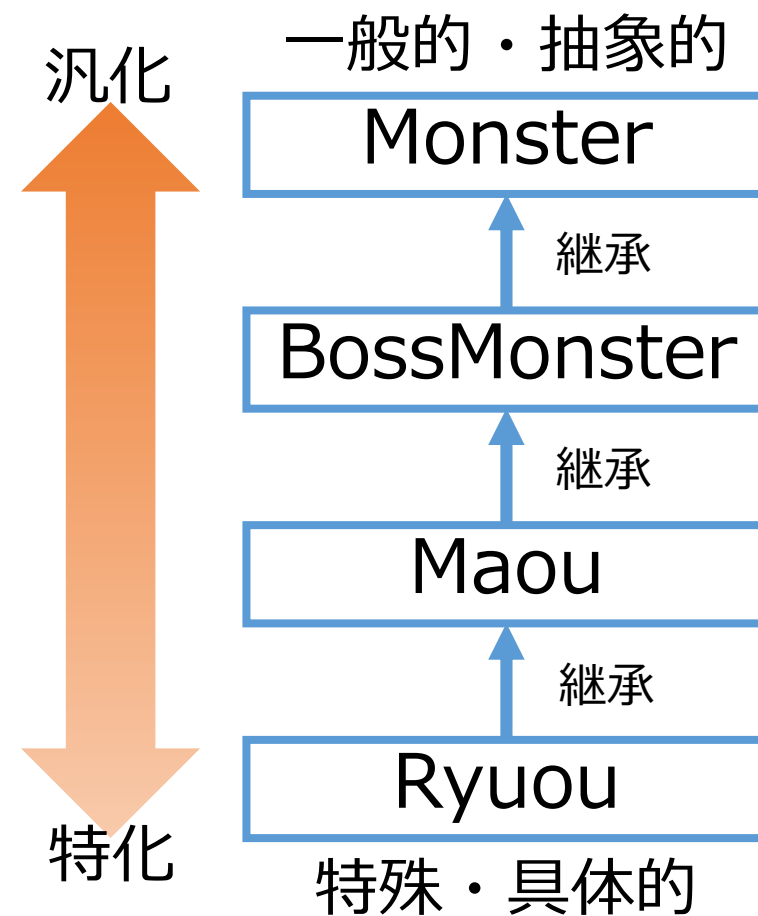 汎化
一般的・抽象的
Monster
継承
BossMonster
継承
Maou
継承
Ryuou
特化
特殊・具体的